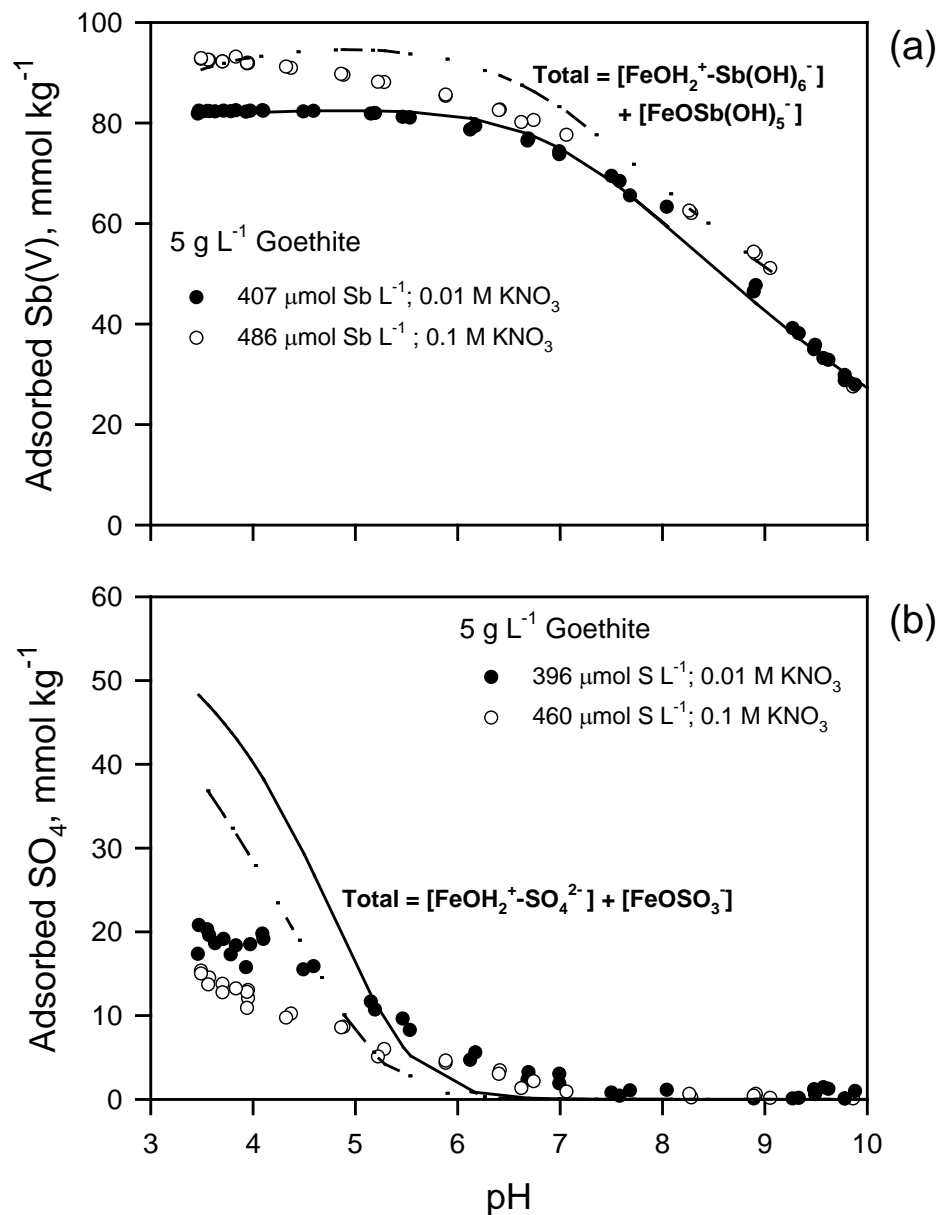 (a)
100
80
60
40
20
0
Adsorbed Sb(V), mmol kg⁻¹
Total = [FeOH₂⁺-Sb(OH)₆⁻]
+ [FeOSb(OH)₅⁻]
5 g L⁻¹ Goethite
407 μmol Sb L⁻¹; 0.01 M KNO₃
486 μmol Sb L⁻¹ ; 0.1 M KNO₃
(b)
60
50
40
30
20
10
0
Adsorbed SO₄, mmol kg⁻¹
5 g L⁻¹ Goethite
396 μmol S L⁻¹; 0.01 M KNO₃
460 μmol S L⁻¹; 0.1 M KNO₃
Total = [FeOH₂⁺-SO₄²⁻] + [FeOSO₃⁻]
3 4 5 6 7 8 9 10
pH